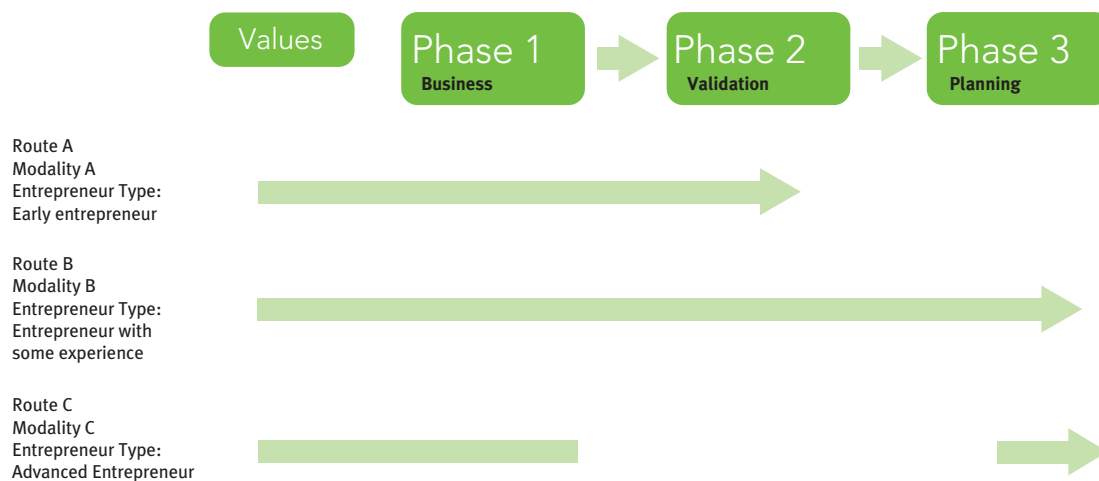 Values
Phase 1
Business
Phase 2
Validation
Phase 3
Planning
Route A
Modality A
Entrepreneur Type:
Early entrepreneur
Route B
Modality B
Entrepreneur Type:
Entrepreneur with
some experience
Route C
Modality C
Entrepreneur Type:
Advanced Entrepreneur